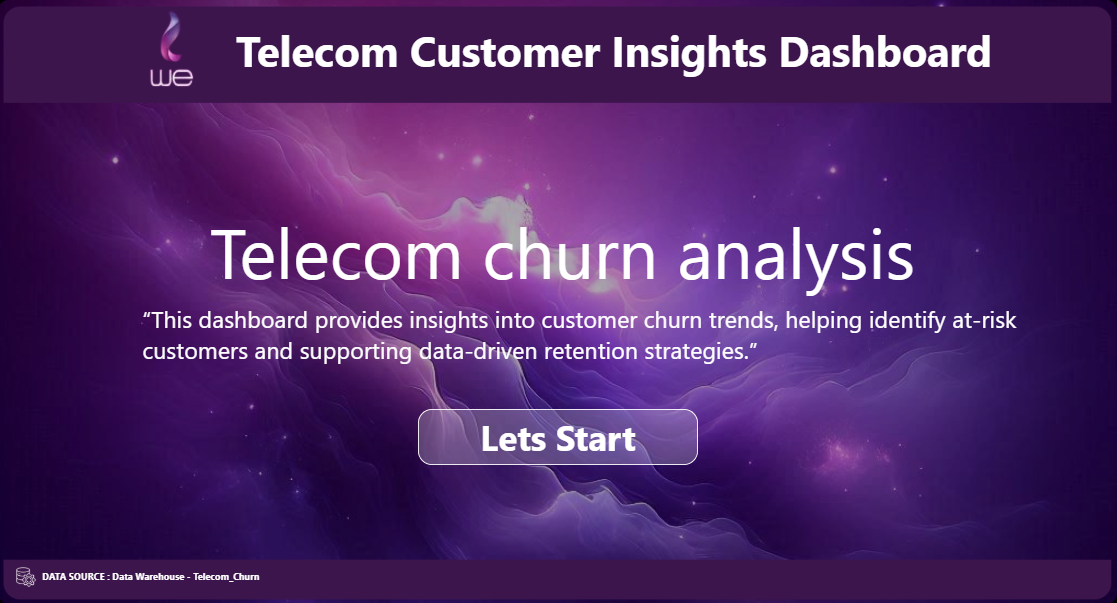 we
Telecom Customer Insights Dashboard
Telecom churn analysis
“This dashboard provides insights into customer churn trends, helping identify at-risk
customers and supporting data-driven retention strategies.”
Lets Start
DATA SOURCE : Data Warehouse - Telecom_Churn